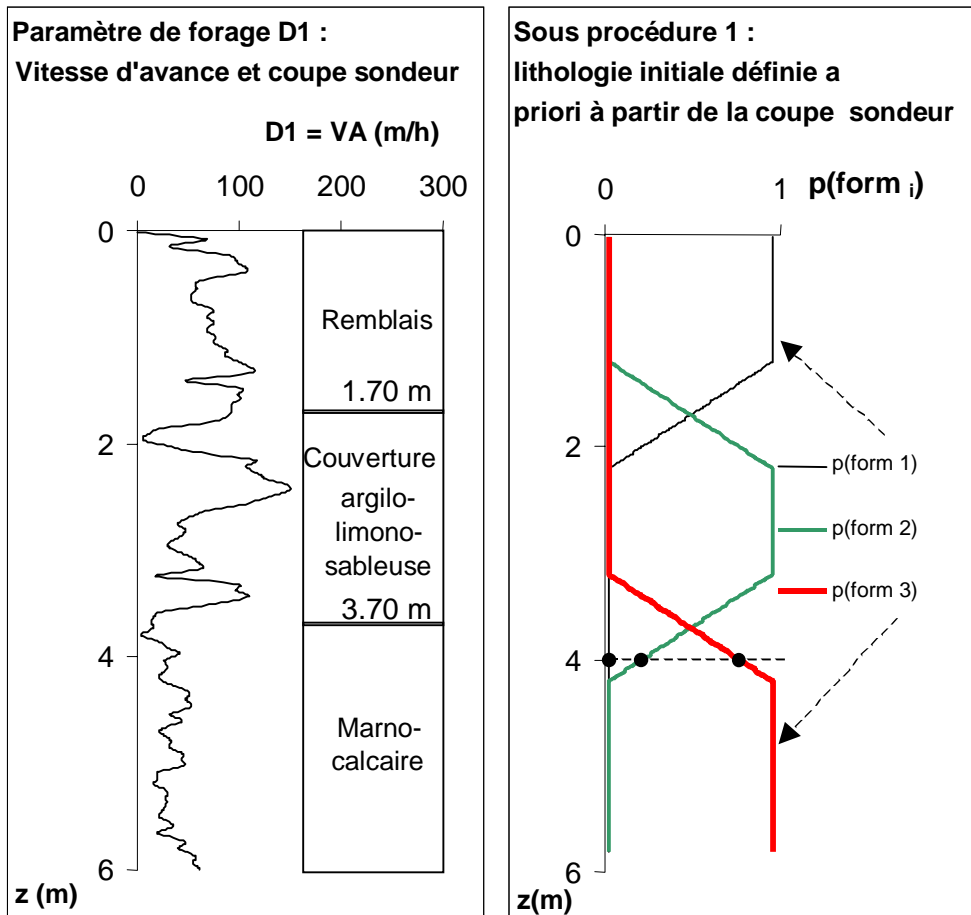 Paramètre de forage D1 :
Vitesse d'avance et coupe sondeur
D1 = VA (m/h)
0 100 200 300
0
2
4
6
z (m)
Remblais
1.70 m
Couverture
argilo-
limono-
sableuse
3.70 m
Marno-
calcaire
Sous procédure 1 :
lithologie initiale définie a
priori à partir de la coupe sondeur
0 1 p(form i)
0
2
4
6
z(m)
p(form 1)
p(form 2)
p(form 3)